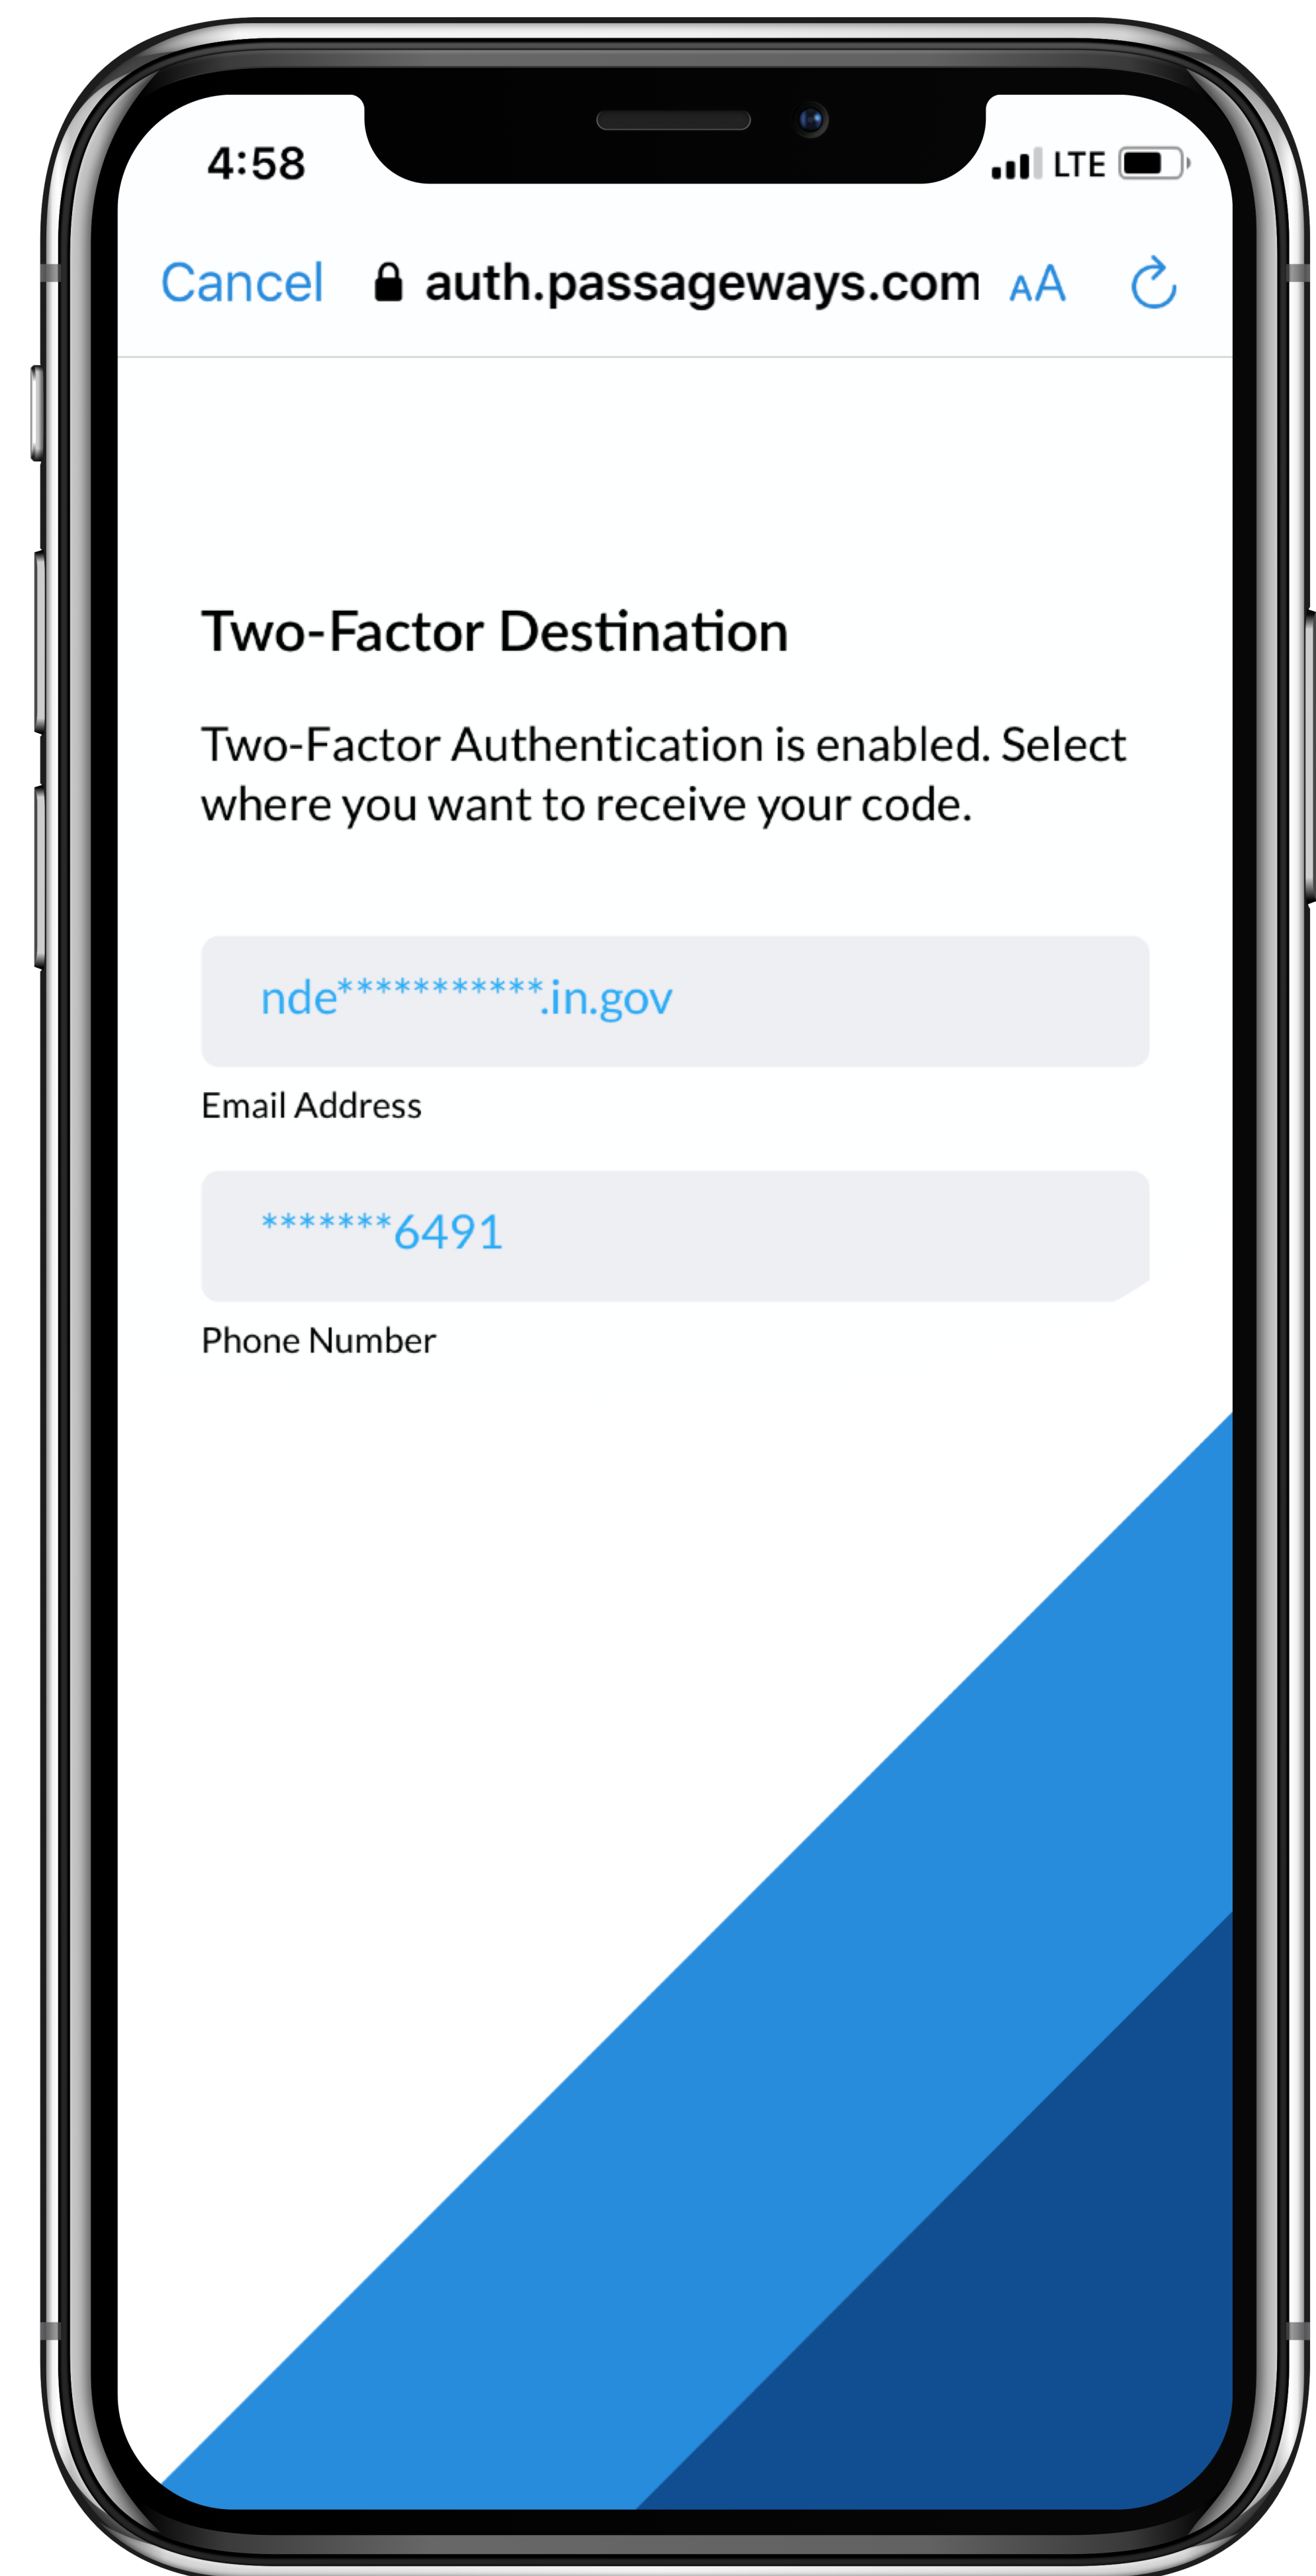 4:58
LTE
Cancel auth.passageways.com AA
Two-Factor Destination
Two-Factor Authentication is enabled. Select
where you want to receive your code.
nde***********.in.gov
Email Address
*******6491
Phone Number